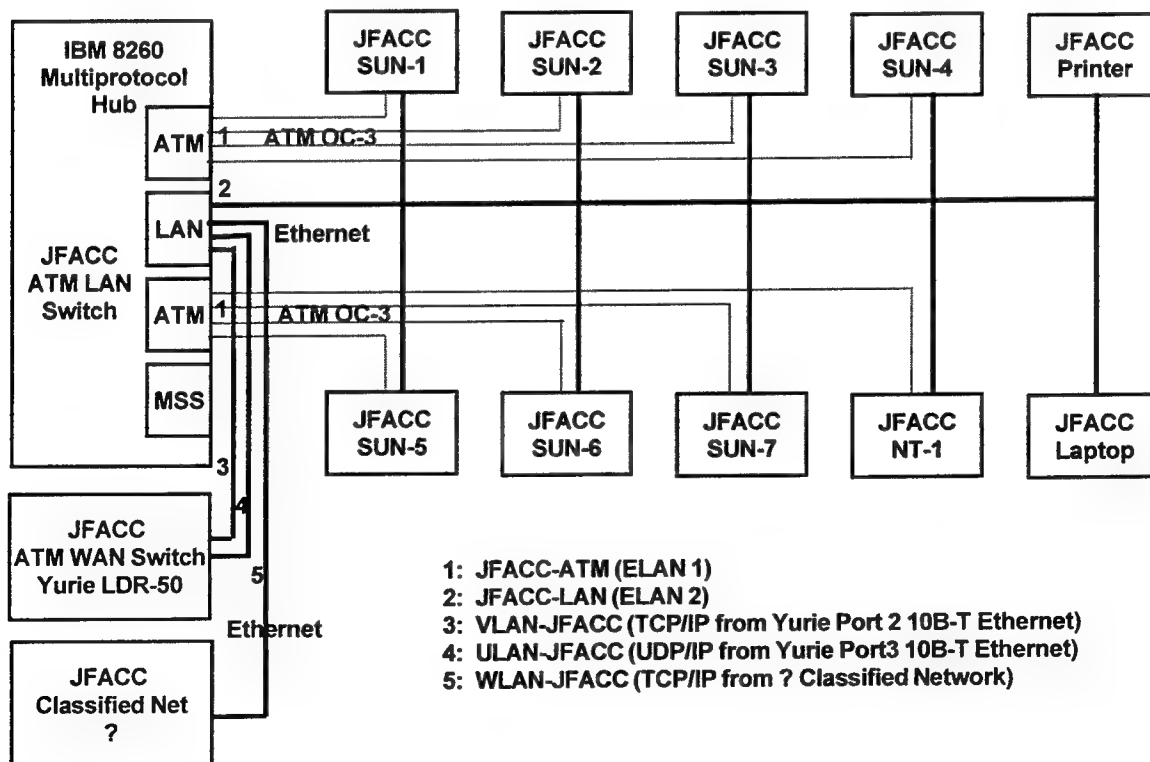 IBM 8260
Multiprotocol
Hub
ATM
LAN
JFACC
ATM LAN
Switch
ATM
MSS
JFACC
SUN-1
JFACC
SUN-2
JFACC
SUN-3
JFACC
SUN-4
JFACC
Printer
1
ATM OC-3
2
Ethernet
1
ATM OC-3
JFACC
SUN-5
JFACC
SUN-6
JFACC
SUN-7
JFACC
NT-1
JFACC
Laptop
3
4
5
JFACC
ATM WAN Switch
Yurie LDR-50
Ethernet
JFACC
Classified Net
?
1: JFACC-ATM (ELAN 1)
2: JFACC-LAN (ELAN 2)
3: VLAN-JFACC (TCP/IP from Yurie Port 2 10B-T Ethernet)
4: ULAN-JFACC (UDP/IP from Yurie Port3 10B-T Ethernet)
5: WLAN-JFACC (TCP/IP from ? Classified Network)